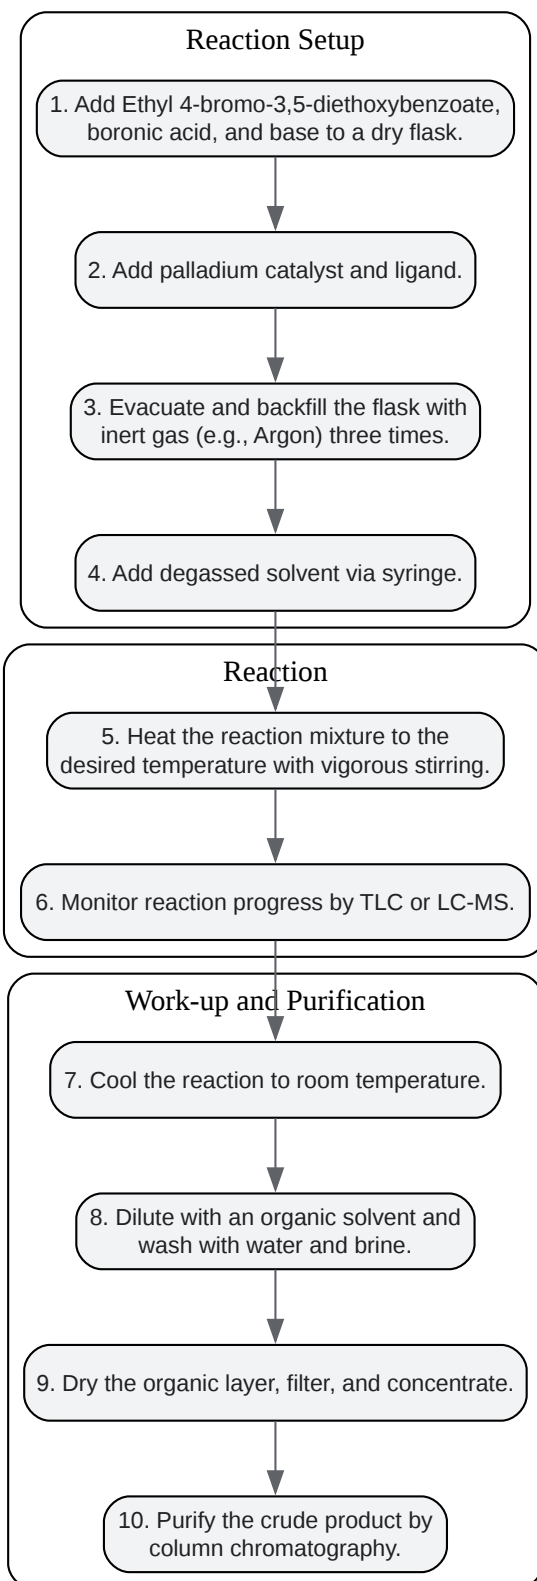 Reaction Setup
1. Add Ethyl 4-bromo-3,5-diethoxybenzoate,
boronic acid, and base to a dry flask.
2. Add palladium catalyst and ligand.
3. Evacuate and backfill the flask with
inert gas (e.g., Argon) three times.
4. Add degassed solvent via syringe.
Reaction
5. Heat the reaction mixture to the
desired temperature with vigorous stirring.
6. Monitor reaction progress by TLC or LC-MS.
Work-up and Purification
7. Cool the reaction to room temperature.
8. Dilute with an organic solvent and
wash with water and brine.
9. Dry the organic layer, filter, and concentrate.
10. Purify the crude product by
column chromatography.